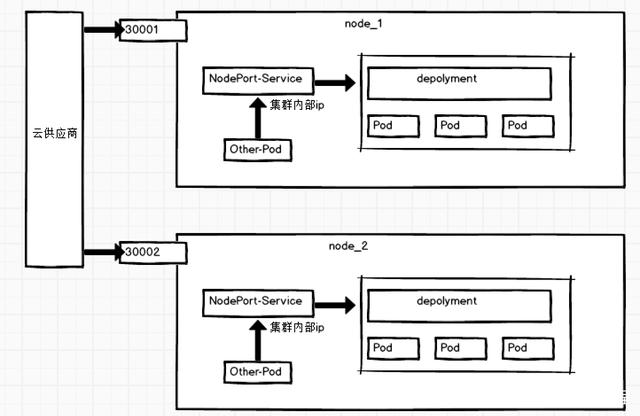 云供应商
30001
node_1
NodePort-Service
depolyment
集群内部ip
Pod
Pod
Pod
Other-Pod
30002
node_2
NodePort-Service
depolyment
集群内部ip
Pod
Pod
Pod
Other-Pod